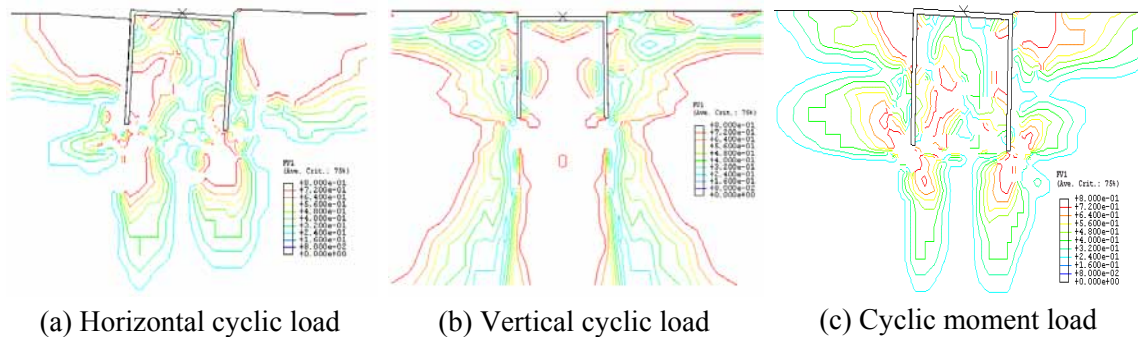 FV1
(Ave. Crit.: 75%)
+8.000e-01
+7.200e-01
+6.400e-01
+5.600e-01
+4.800e-01
+4.000e-01
+3.200e-01
+2.400e-01
+1.600e-01
+8.000e-02
+0.000e+00
FV1
(Ave. Crit.: 75%)
+8.000e-01
+7.200e-01
+6.400e-01
+5.600e-01
+4.800e-01
+4.000e-01
+3.200e-01
+2.400e-01
+1.600e-01
+8.000e-02
+0.000e+00
FV1
(Ave. Crit.: 75%)
+8.000e-01
+7.200e-01
+6.400e-01
+5.600e-01
+4.800e-01
+4.000e-01
+3.200e-01
+2.400e-01
+1.600e-01
+8.000e-02
+0.000e+00
(a) Horizontal cyclic load
(b) Vertical cyclic load
(c) Cyclic moment load